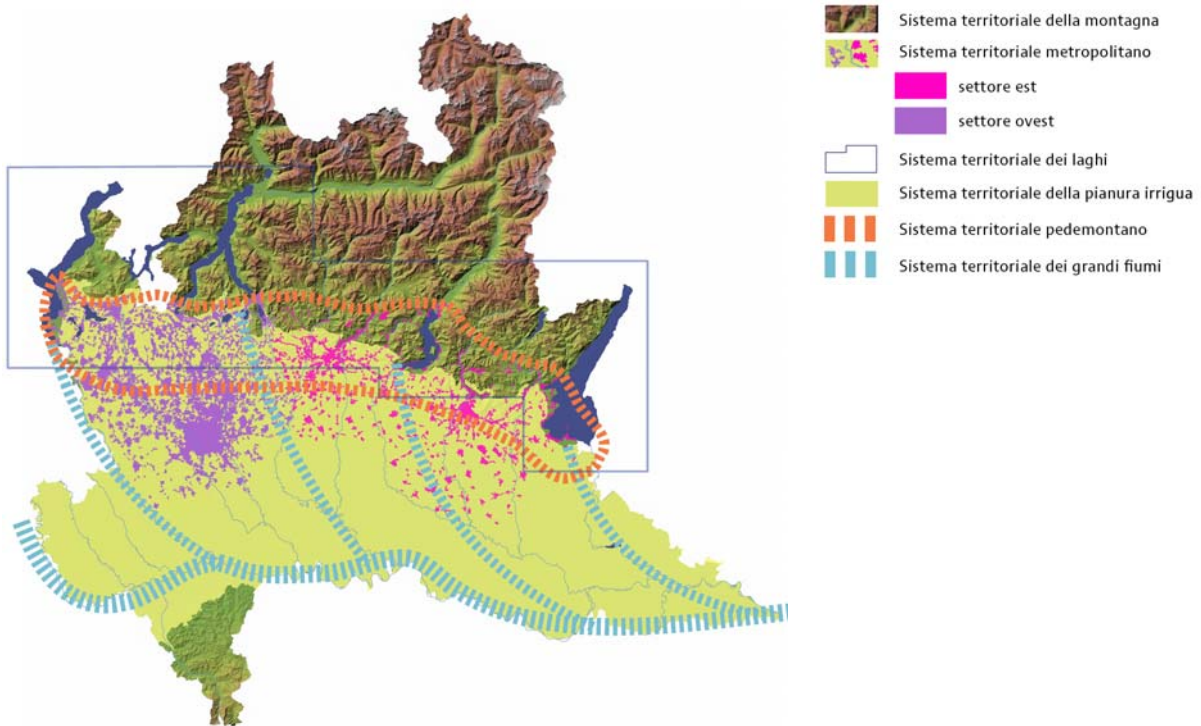 Sistema territoriale della montagna
Sistema territoriale metropolitano
settore est
settore ovest
Sistema territoriale dei laghi
Sistema territoriale della pianura irrigua
Sistema territoriale pedemontano
Sistema territoriale dei grandi fiumi